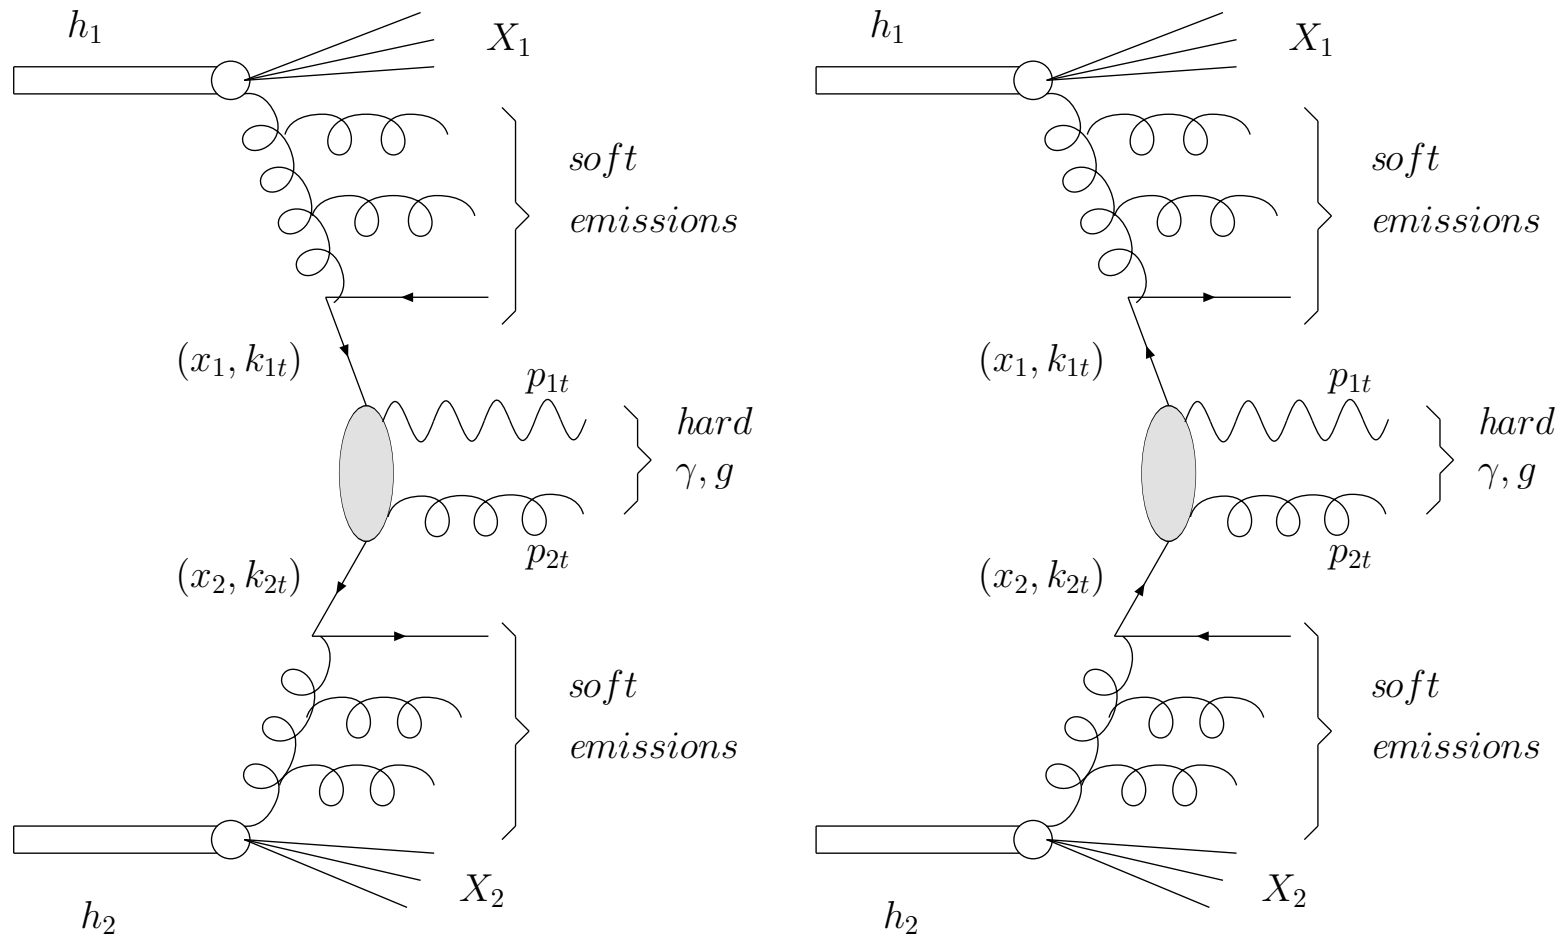 h₁
X₁
soft
emissions
(x₁, k₁ₜ)
p₁ₜ
hard
γ, g
p₂ₜ
(x₂, k₂ₜ)
soft
emissions
X₂
h₂
h₁
X₁
soft
emissions
(x₁, k₁ₜ)
p₁ₜ
hard
γ, g
p₂ₜ
(x₂, k₂ₜ)
soft
emissions
X₂
h₂